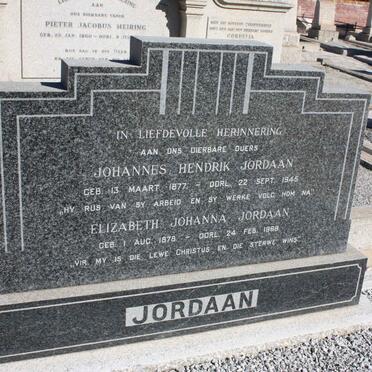 AAN
PIETER JACOBUS HEIRING
IN LIEFDEVOLLE HERINNERING
AAN ONS DIERBARE OUERS
JOHANNES HENDRIK JORDAAN
GEB. 13 MAART 1877 - OORL. 22 SEPT. 1945
"HY RUS VAN SY ARBEID EN SY WERKE VOLG HOM NA"
ELIZABETH JOHANNA JORDAAN
GEB. 1 AUG. 1878 - OORL. 24 FEB. 1968
"VIR MY IS DIE LEWE CHRISTUS, EN DIE STERWE WINS"
JORDAAN